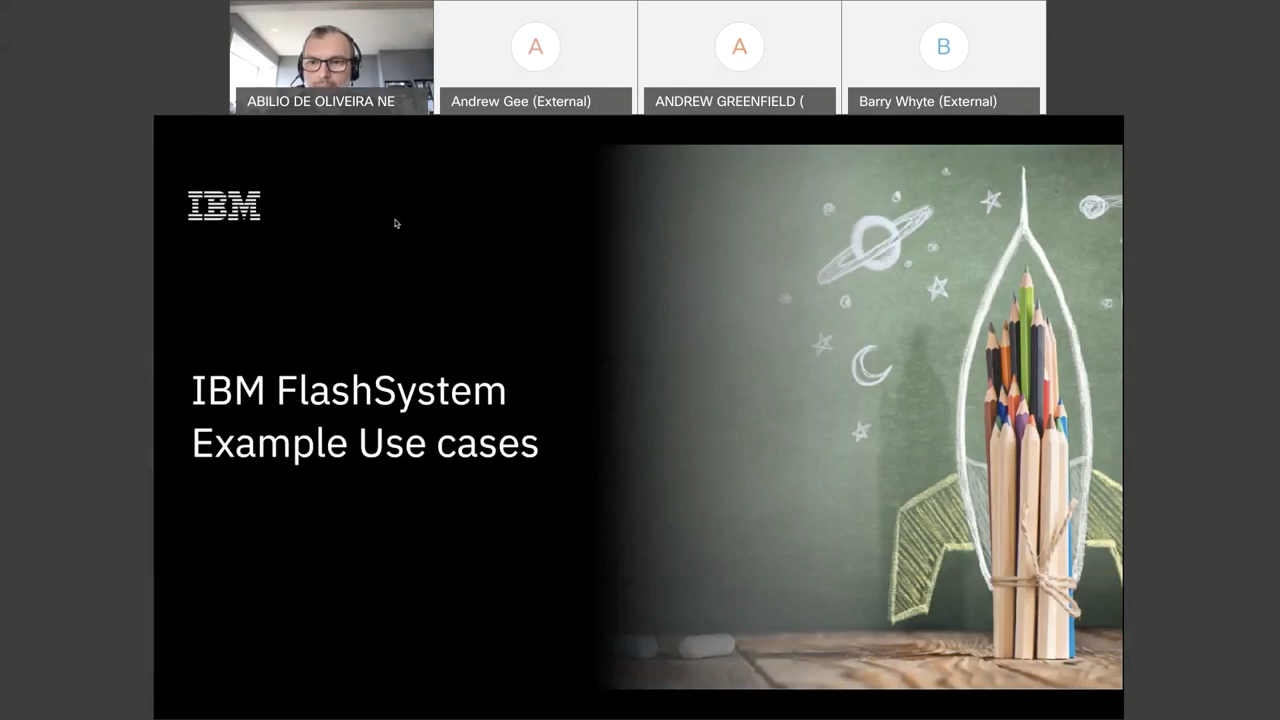 ABILIO DE OLIVEIRA NE
A
Andrew Gee (External)
A
ANDREW GREENFIELD (
B
Barry Whyte (External)
IBM
IBM FlashSystem
Example Use cases